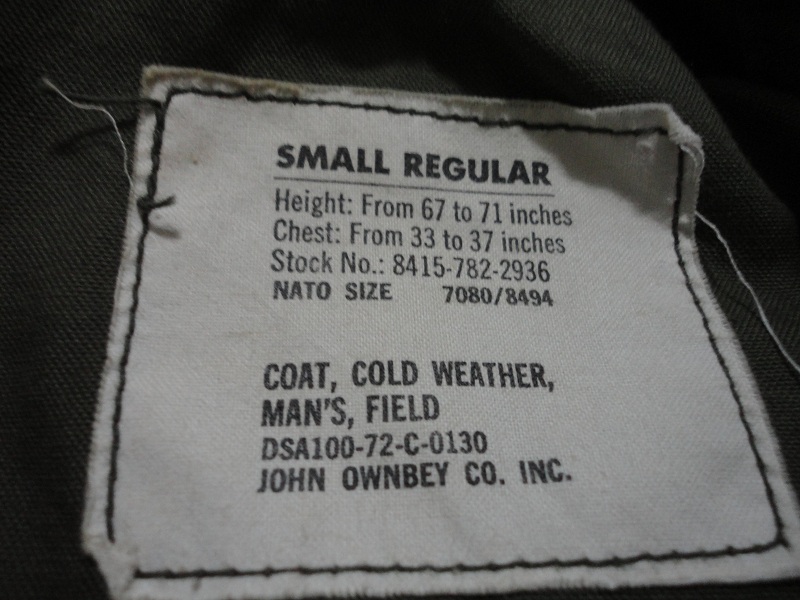 SMALL REGULAR
Height: From 67 to 71 inches
Chest: From 33 to 37 inches
Stock No.: 8415-782-2936
NATO SIZE 7080/8494
COAT, COLD WEATHER,
MAN'S, FIELD
DSA100-72-C-0130
JOHN OWNBEY CO. INC.